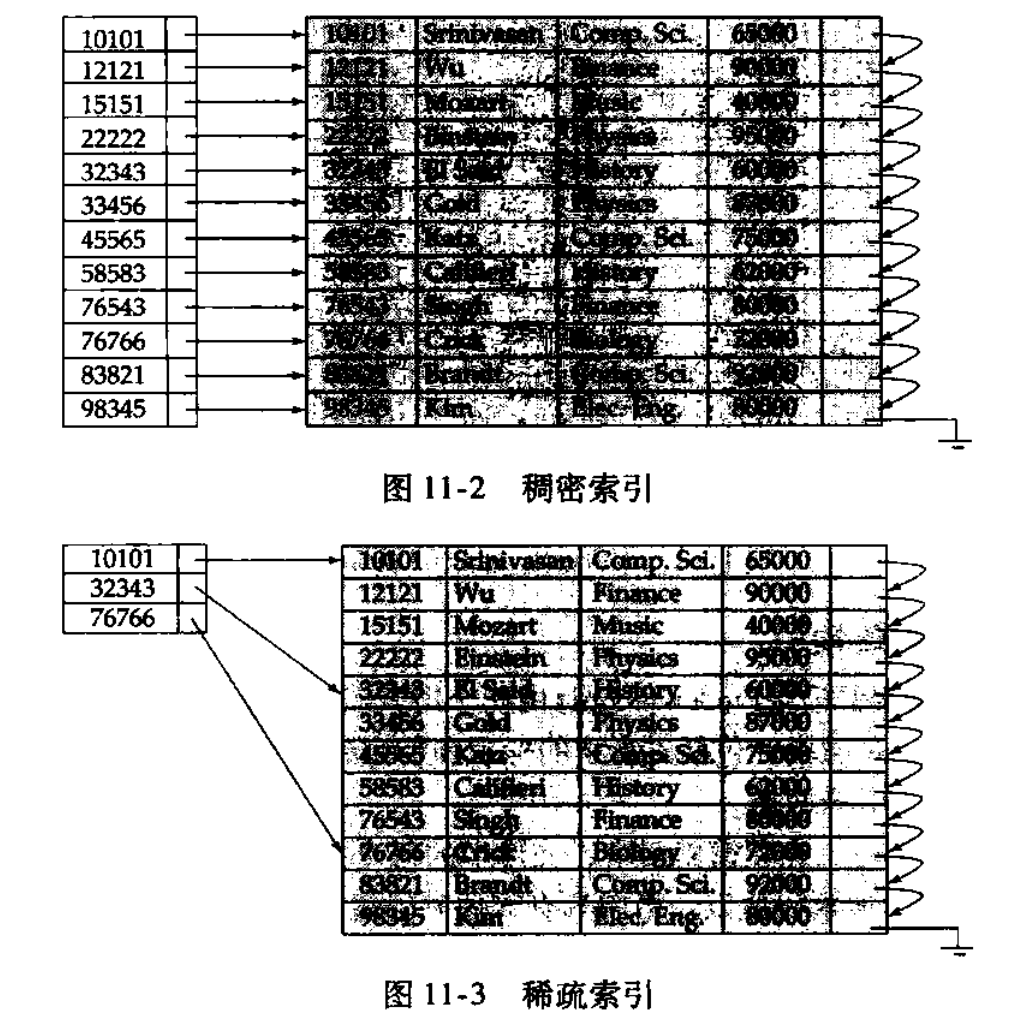 10101 10101 Srinivasan Comp. Sci. 65000
12121 12121 Wu Finance 90000
15151 15151 Mozart Music 40000
22222 22222 Einstein Physics 95000
32343 32343 El Said History 60000
33456 33456 Gold Physics 87000
45565 45565 Katz Comp. Sci. 75000
58583 58583 Califieri History 62000
76543 76543 Singh Finance 80000
76766 76766 Crick Biology 72000
83821 83821 Brandt Comp. Sci. 92000
98345 98345 Kim Elec. Eng. 80000
图 11-2 稠密索引
10101 10101 Srinivasan Comp. Sci. 65000
32343 12121 Wu Finance 90000
76766 15151 Mozart Music 40000
22222 Einstein Physics 95000
32343 El Said History 60000
33456 Gold Physics 87000
45565 Katz Comp. Sci. 75000
58583 Califieri History 62000
76543 Singh Finance 80000
76766 Crick Biology 72000
83821 Brandt Comp. Sci. 92000
98345 Kim Elec. Eng. 80000
图 11-3 稀疏索引